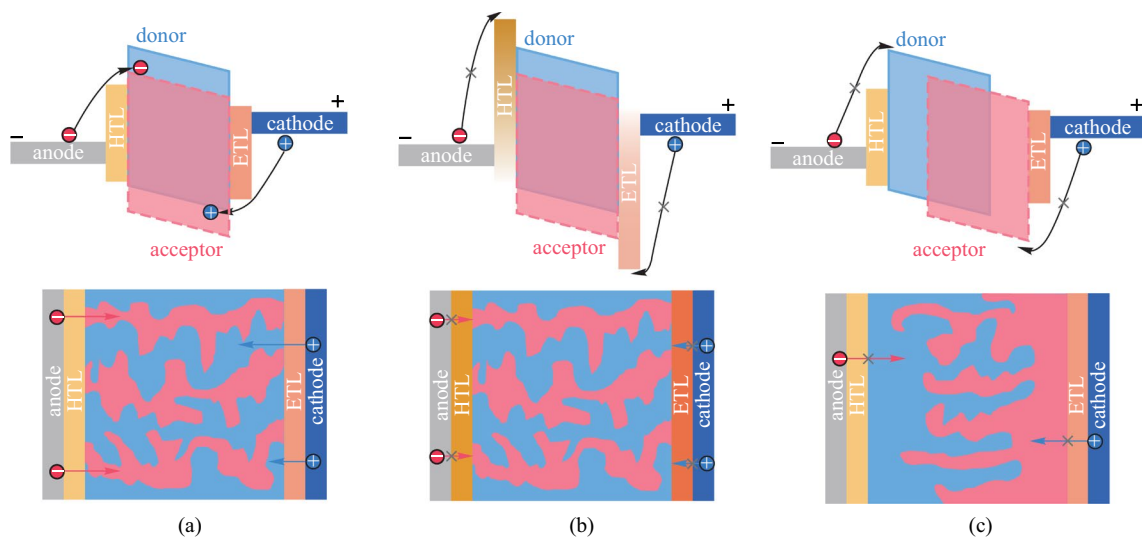 donor
HTL
ETL
−
anode
+
cathode
acceptor
donor
HTL
ETL
−
anode
+
cathode
acceptor
donor
HTL
ETL
−
anode
+
cathode
acceptor
anode
HTL
ETL
cathode
anode
HTL
ETL
cathode
anode
HTL
ETL
cathode
(a)
(b)
(c)